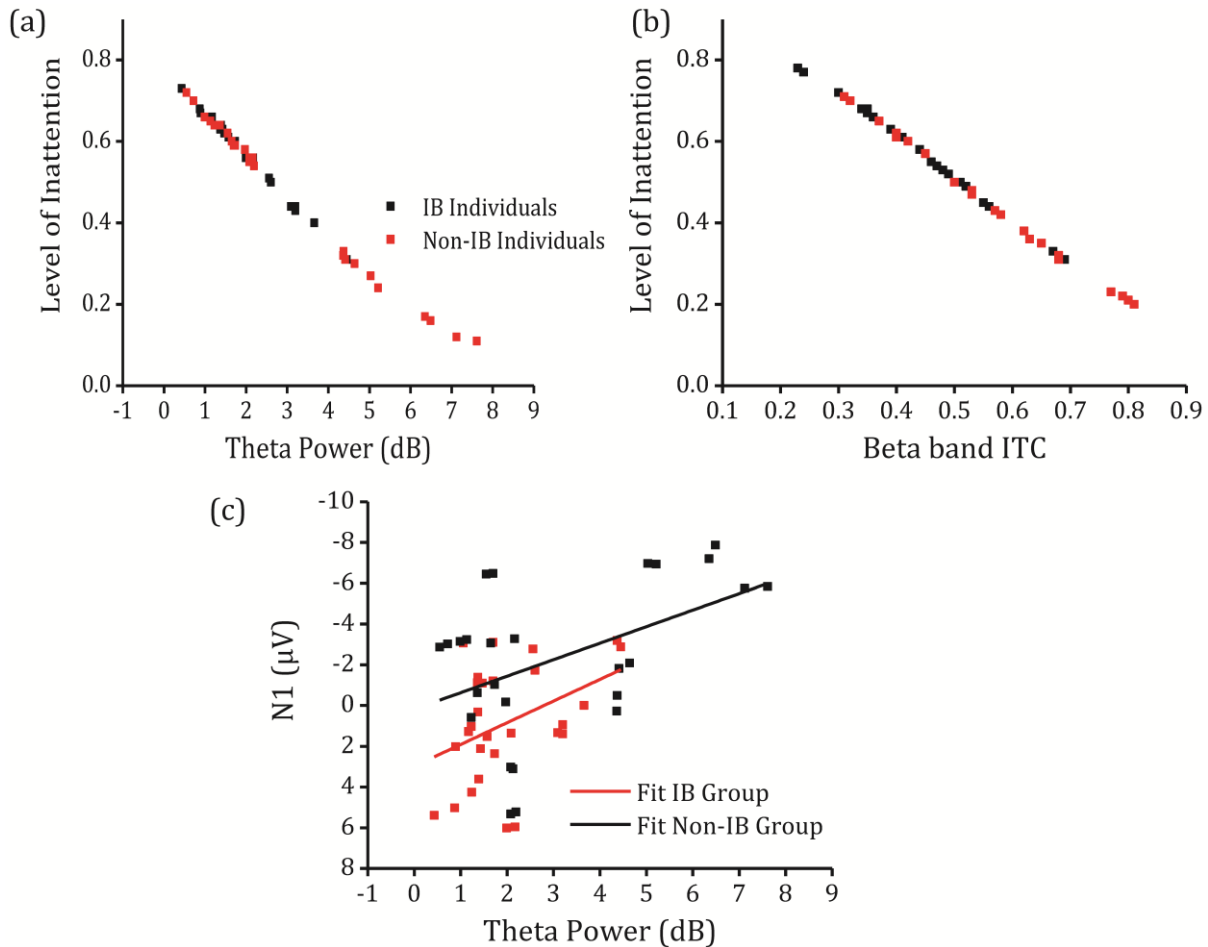 (a)
Level of Inattention
0.8
0.6
0.4
0.2
0.0
-1 0 1 2 3 4 5 6 7 8 9
Theta Power (dB)
IB Individuals
Non-IB Individuals
(b)
Level of Inattention
0.8
0.6
0.4
0.2
0.0
0.1 0.2 0.3 0.4 0.5 0.6 0.7 0.8 0.9
Beta band ITC
(c)
N1 (μV)
-10
-8
-6
-4
-2
0
2
4
6
8
-1 0 1 2 3 4 5 6 7 8 9
Theta Power (dB)
Fit IB Group
Fit Non-IB Group